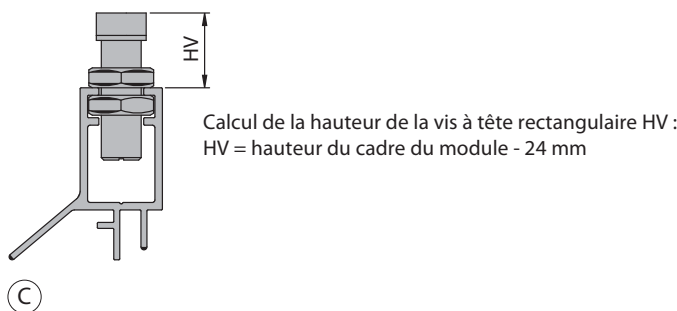 HV
Calcul de la hauteur de la vis à tête rectangulaire HV :
HV = hauteur du cadre du module - 24 mm
C